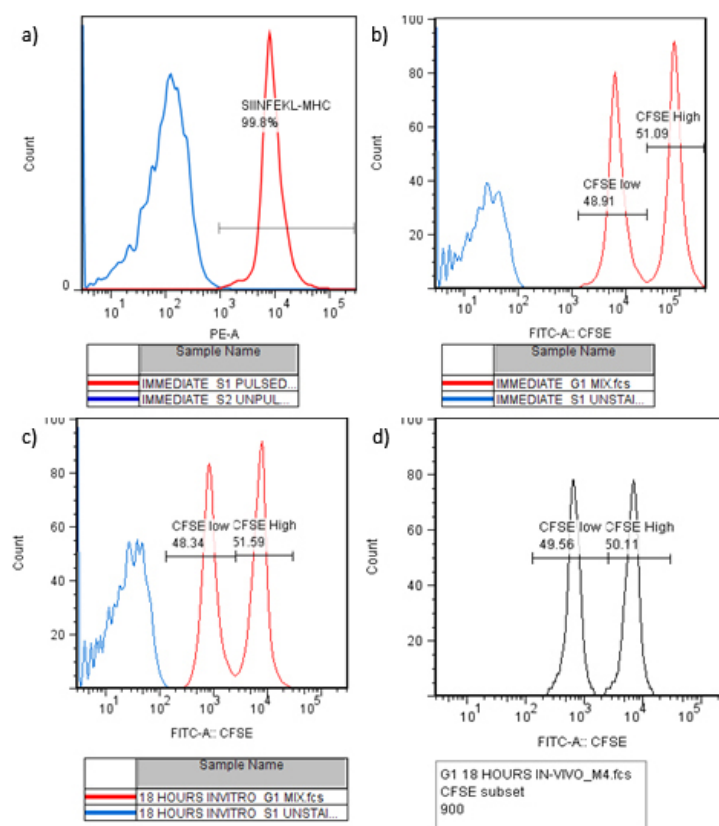 a)
SIINFEKL-MHC
99.8%
Count
0
10^1 10^2 10^3 10^4 10^5
PE-A
Sample Name
IMMEDIATE S1 PULSED...
IMMEDIATE S2 UNPUL...
b)
100
80
60
40
20
Count
CFSE High
51.09
CFSE low
48.91
10^1 10^2 10^3 10^4 10^5
FITC-A:: CFSE
Sample Name
IMMEDIATE G1 MIX.fcs
IMMEDIATE S1 UNSTAI...
c)
100
80
60
40
20
Count
CFSE low CFSE High
48.34 51.59
10^1 10^2 10^3 10^4 10^5
FITC-A:: CFSE
Sample Name
18 HOURS INVITRO G1 MIX.fcs
18 HOURS INVITRO S1 UNSTAI...
d)
100
80
60
40
20
Count
CFSE low CFSE High
49.56 50.11
10^1 10^2 10^3 10^4 10^5
FITC-A:: CFSE
G1 18 HOURS IN-VIVO_M4.fcs
CFSE subset
900